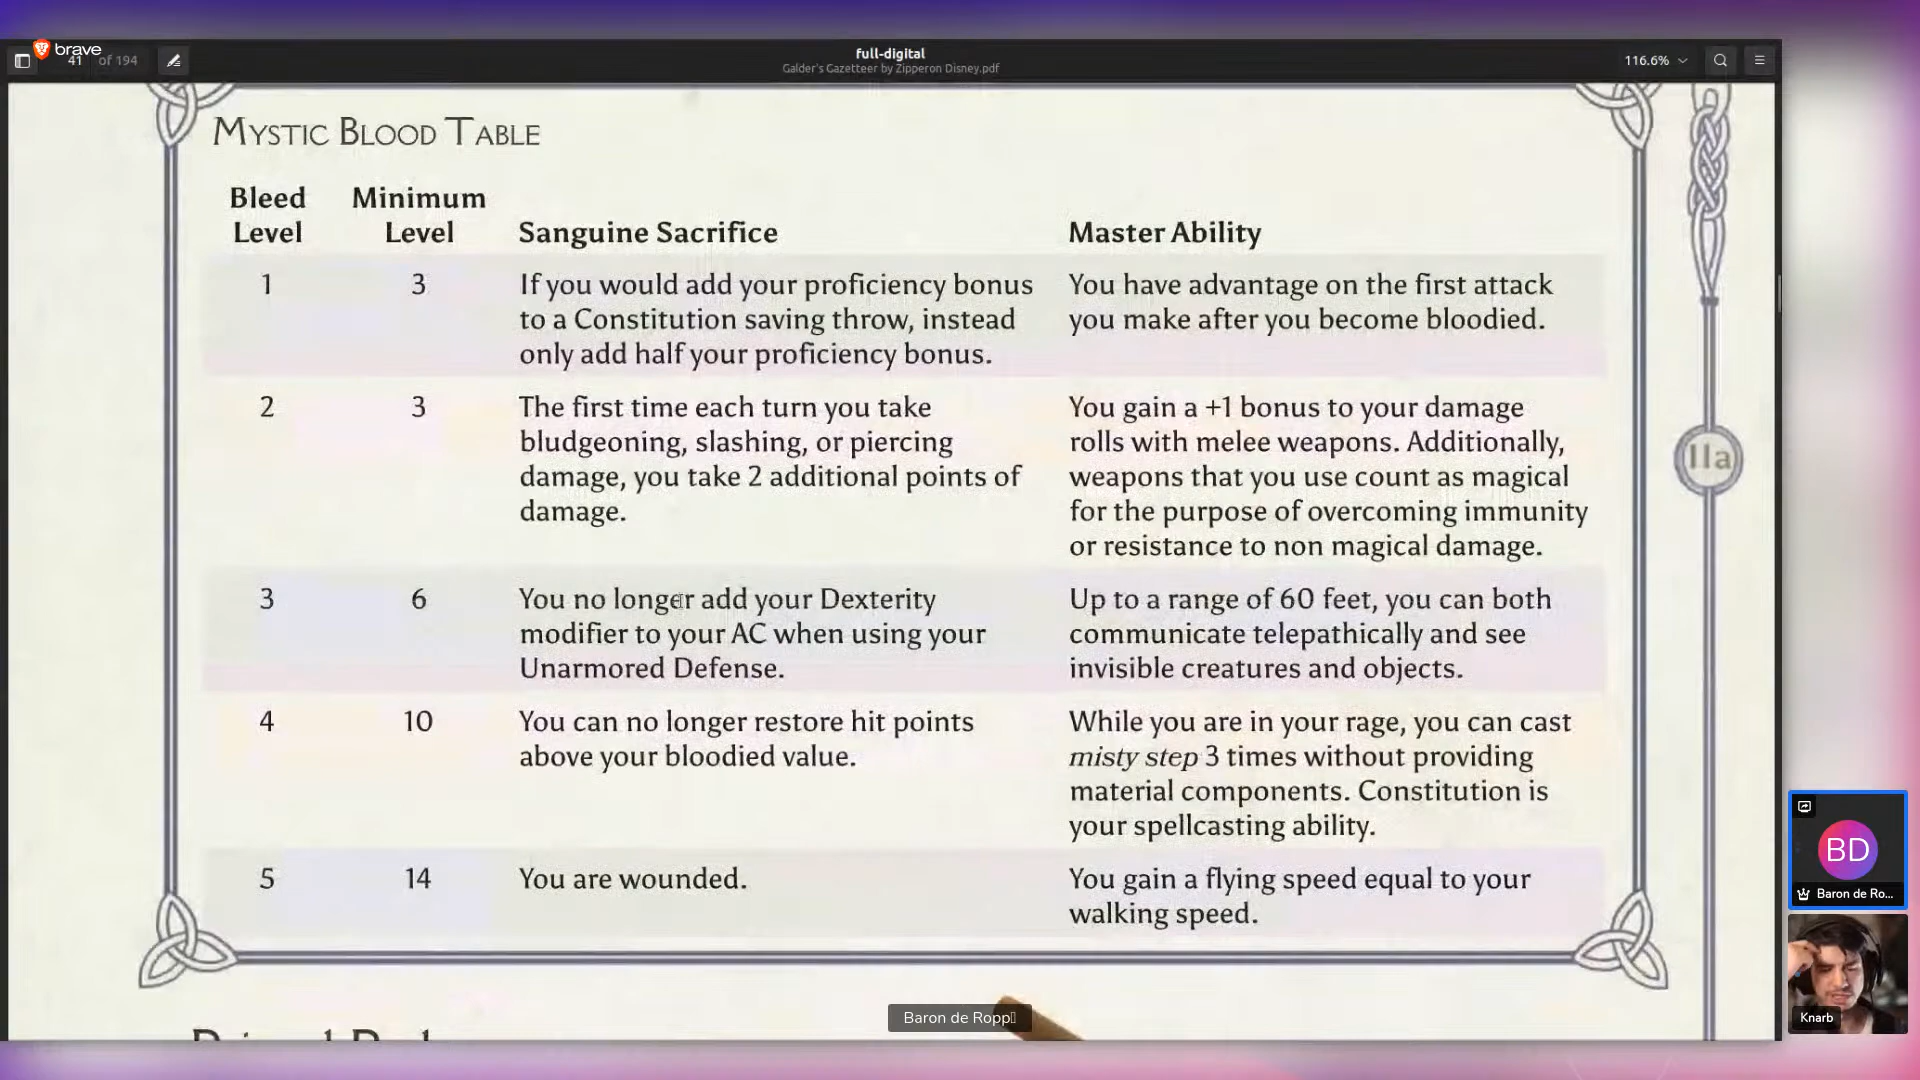 brave
41 of 194
full-digital
Galder's Gazetteer by Zipperon Disney.pdf
116.6%
Mystic Blood Table
Bleed Level
Minimum Level
Sanguine Sacrifice
Master Ability
1
3
If you would add your proficiency bonus
to a Constitution saving throw, instead
only add half your proficiency bonus.
You have advantage on the first attack
you make after you become bloodied.
2
3
The first time each turn you take
bludgeoning, slashing, or piercing
damage, you take 2 additional points of
damage.
You gain a +1 bonus to your damage
rolls with melee weapons. Additionally,
weapons that you use count as magical
for the purpose of overcoming immunity
or resistance to non magical damage.
3
6
You no longer add your Dexterity
modifier to your AC when using your
Unarmored Defense.
Up to a range of 60 feet, you can both
communicate telepathically and see
invisible creatures and objects.
4
10
You can no longer restore hit points
above your bloodied value.
While you are in your rage, you can cast
misty step 3 times without providing
material components. Constitution is
your spellcasting ability.
5
14
You are wounded.
You gain a flying speed equal to your
walking speed.
11a
BD
Baron de Ro...
Knarb
Baron de Ropp